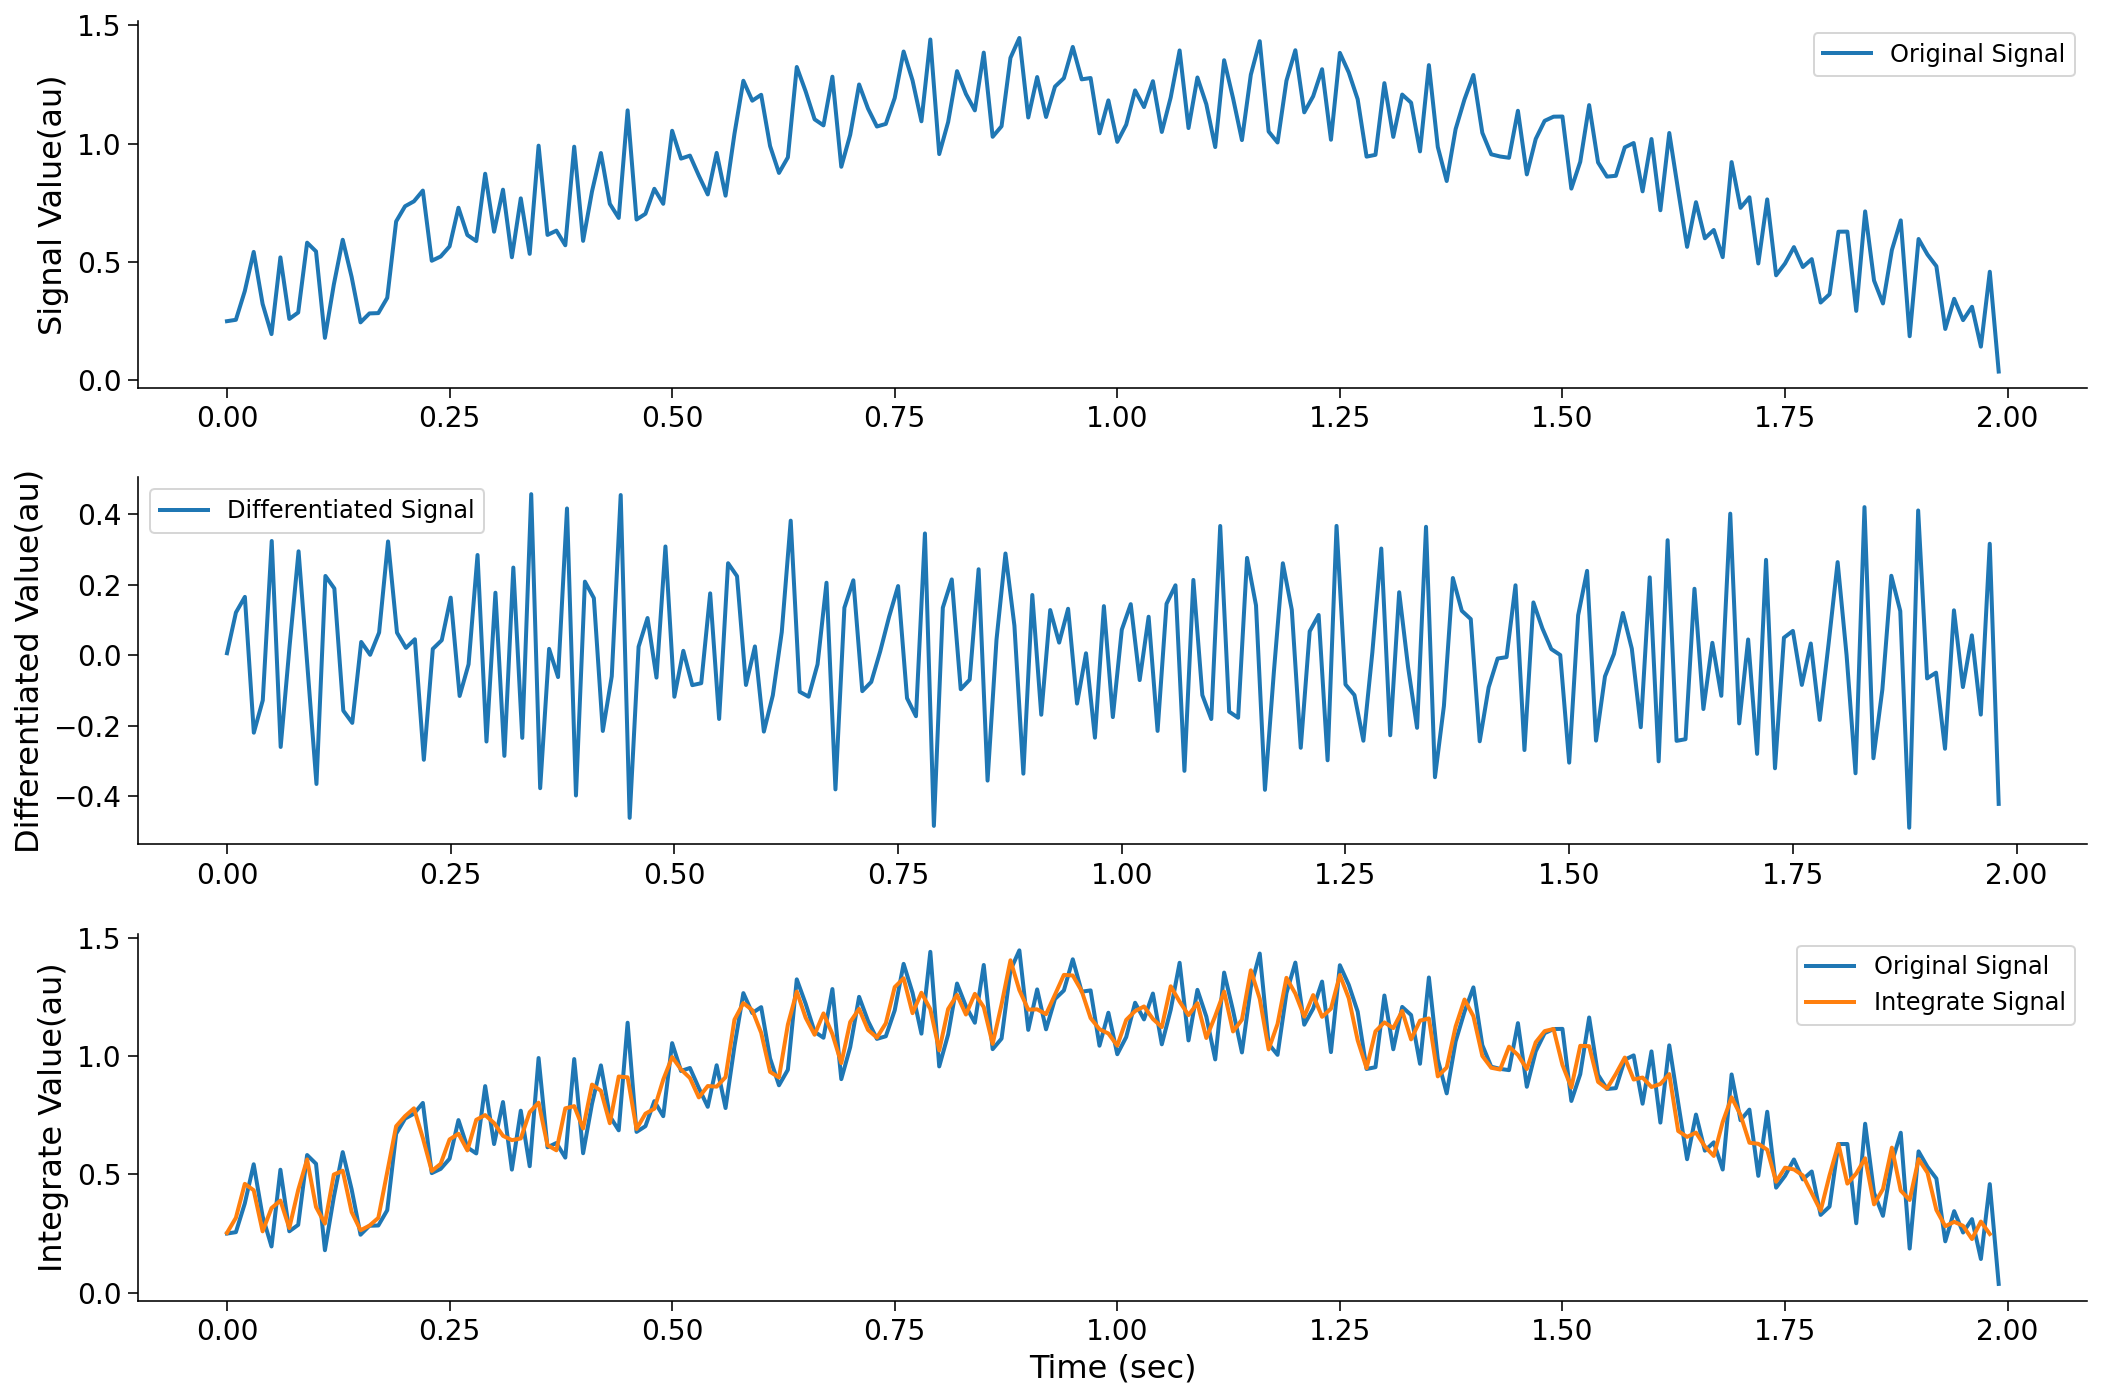 Signal Value(au)
1.5
1.0
0.5
0.0
Original Signal
0.00 0.25 0.50 0.75 1.00 1.25 1.50 1.75 2.00
Differentiated Value(au)
0.4
0.2
0.0
−0.2
−0.4
Differentiated Signal
0.00 0.25 0.50 0.75 1.00 1.25 1.50 1.75 2.00
Integrate Value(au)
1.5
1.0
0.5
0.0
Original Signal
Integrate Signal
0.00 0.25 0.50 0.75 1.00 1.25 1.50 1.75 2.00
Time (sec)